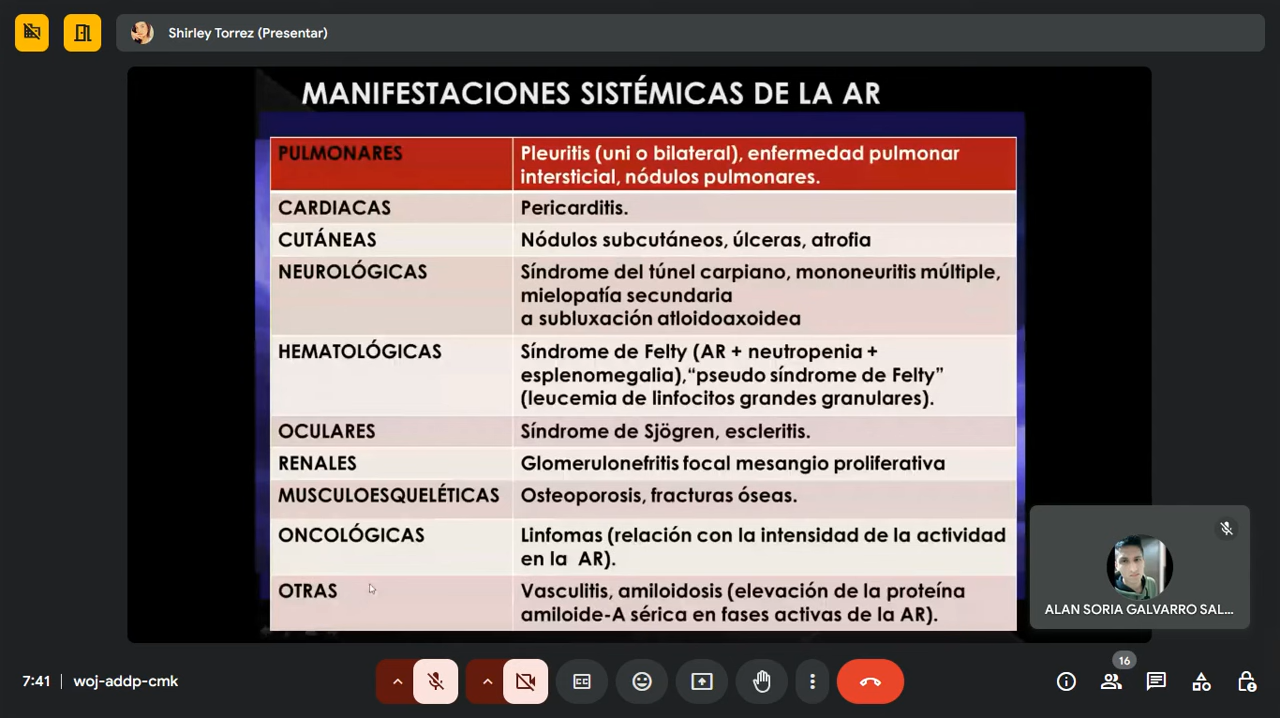 Shirley Torrez (Presentar)
MANIFESTACIONES SISTÉMICAS DE LA AR
PULMONARES
Pleuritis (uni o bilateral), enfermedad pulmonar
intersticial, nódulos pulmonares.
CARDIACAS
Pericarditis.
CUTÁNEAS
Nódulos subcutáneos, úlceras, atrofia
NEUROLÓGICAS
Síndrome del túnel carpiano, mononeuritis múltiple,
mielopatía secundaria
a subluxación atloidoaxoidea
HEMATOLÓGICAS
Síndrome de Felty (AR + neutropenia +
esplenomegalia),“pseudo síndrome de Felty”
(leucemia de linfocitos grandes granulares).
OCULARES
Síndrome de Sjögren, escleritis.
RENALES
Glomerulonefritis focal mesangio proliferativa
MUSCULOESQUELÉTICAS
Osteoporosis, fracturas óseas.
ONCOLÓGICAS
Linfomas (relación con la intensidad de la actividad
en la  AR).
OTRAS
Vasculitis, amiloidosis (elevación de la proteína
amiloide-A sérica en fases activas de la AR).
ALAN SORIA GALVARRO SAL...
7:41 | woj-addp-cmk
16